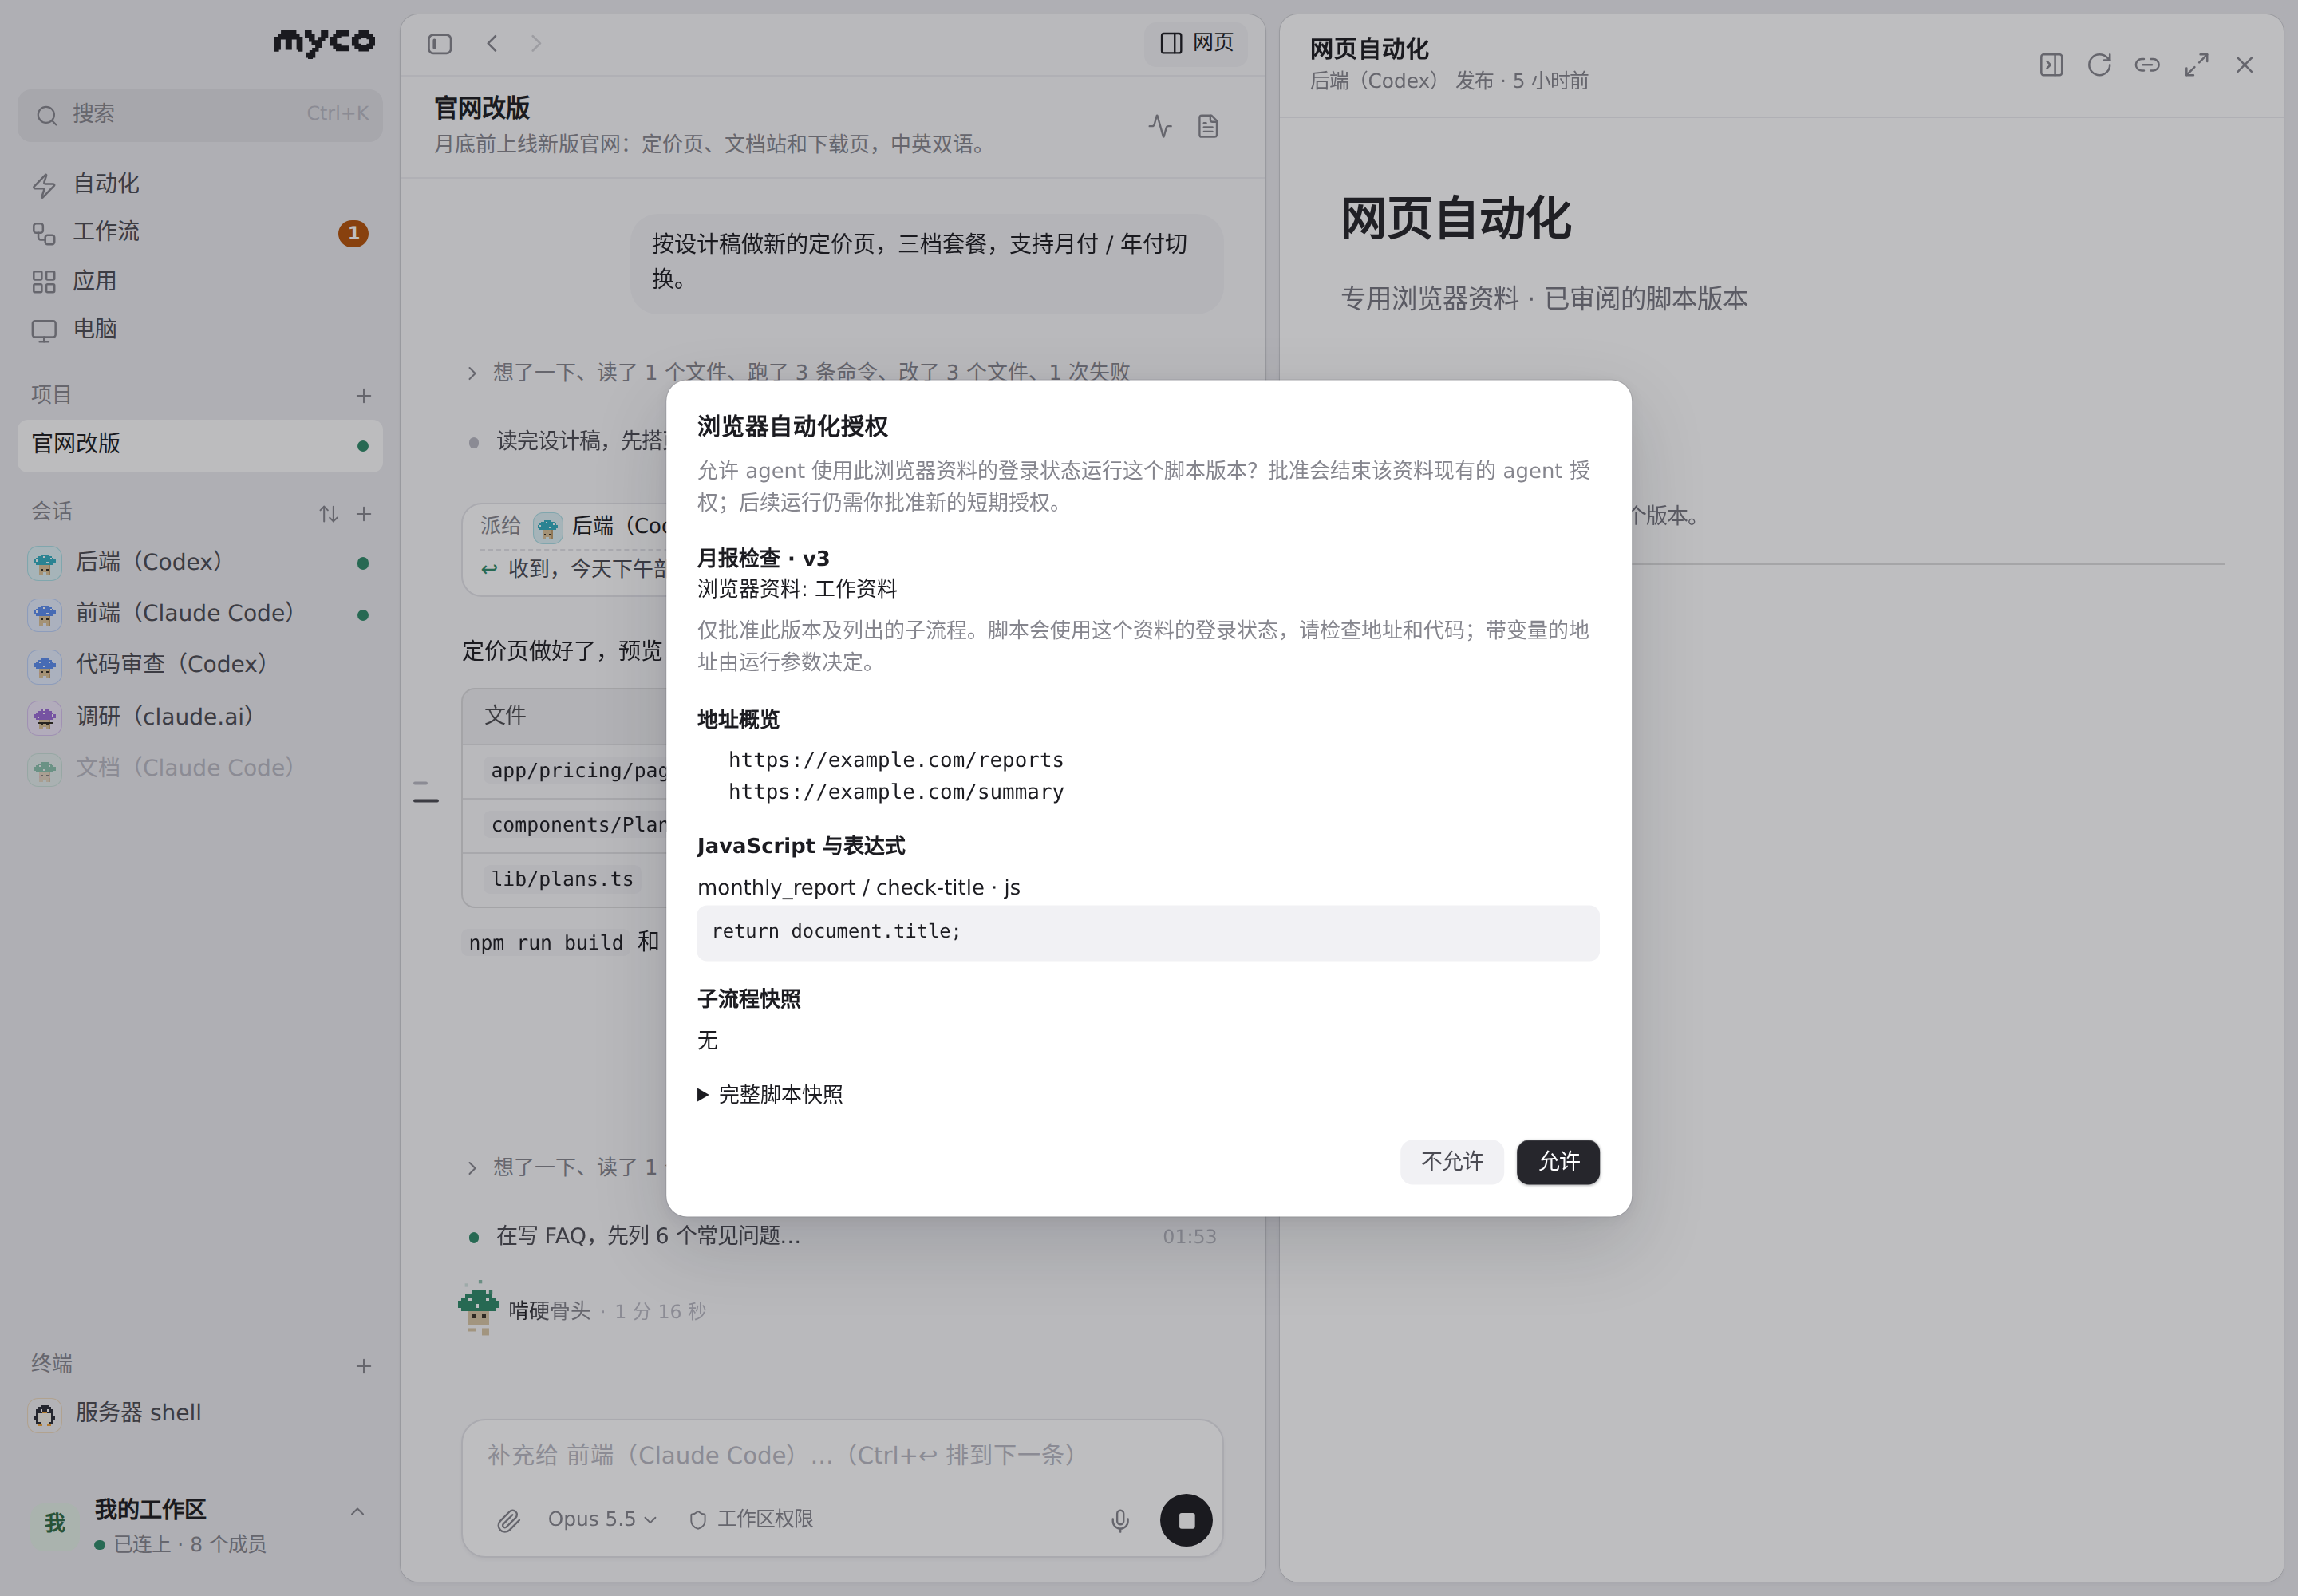 myco
搜索 Ctrl+K
自动化
工作流 1
应用
电脑
项目
官网改版
会话
后端（Codex）
前端（Claude Code）
代码审查（Codex）
调研（claude.ai）
文档（Claude Code）
终端
服务器 shell
我 我的工作区
已连上 · 8 个成员
网页
官网改版
月底前上线新版官网：定价页、文档站和下载页，中英双语。
按设计稿做新的定价页，三档套餐，支持月付 / 年付切
换。
想了一下、读了 1 个文件、跑了 3 条命令、改了 3 个文件、1 次失败
读完设计稿，先搭
派给 后端（Co
收到，今天下午部
定价页做好了，预览
文件
app/pricing/pag
components/Plan
lib/plans.ts
npm run build 和
想了一下、读了 1
在写 FAQ，先列 6 个常见问题… 01:53
啃硬骨头 · 1 分 16 秒
补充给 前端（Claude Code）…（Ctrl+↩ 排到下一条）
Opus 5.5 工作区权限
网页自动化
后端（Codex） 发布 · 5 小时前
网页自动化
专用浏览器资料 · 已审阅的脚本版本
个版本。
浏览器自动化授权
允许 agent 使用此浏览器资料的登录状态运行这个脚本版本？批准会结束该资料现有的 agent 授
权；后续运行仍需你批准新的短期授权。
月报检查 · v3
浏览器资料: 工作资料
仅批准此版本及列出的子流程。脚本会使用这个资料的登录状态，请检查地址和代码；带变量的地
址由运行参数决定。
地址概览
https://example.com/reports
https://example.com/summary
JavaScript 与表达式
monthly_report / check-title · js
return document.title;
子流程快照
无
完整脚本快照
不允许 允许